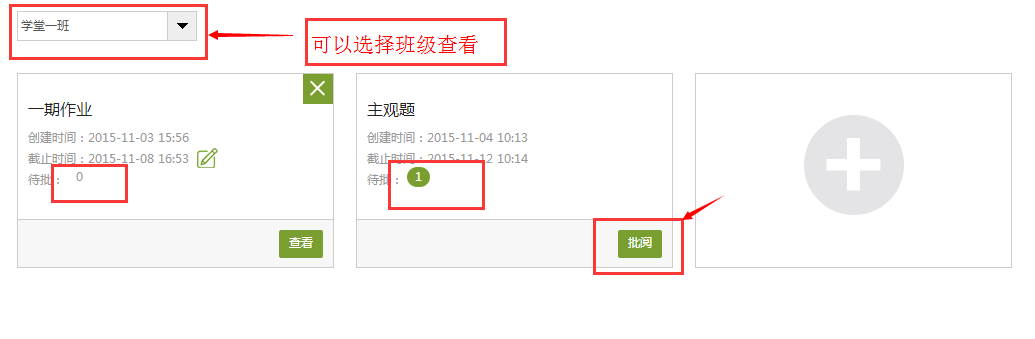 学堂一班
可以选择班级查看
一期作业
创建时间：2015-11-03 15:56
截止时间：2015-11-08 16:53
待批： 0
查看
主观题
创建时间：2015-11-04 10:13
截止时间：2015-11-12 10:14
待批： 1
批阅